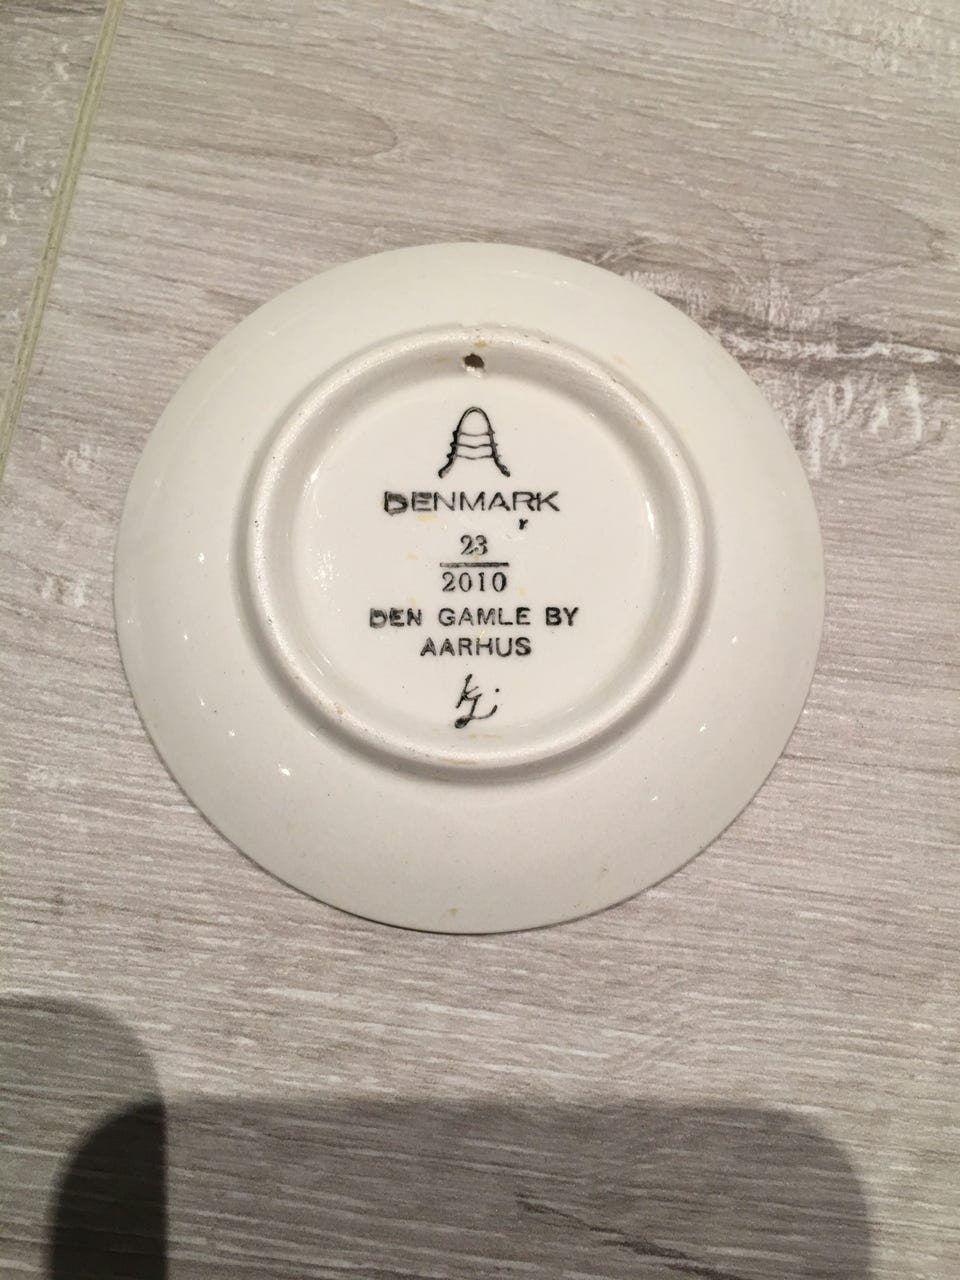 DENMARK
23
2010
DEN GAMLE BY
AARHUS